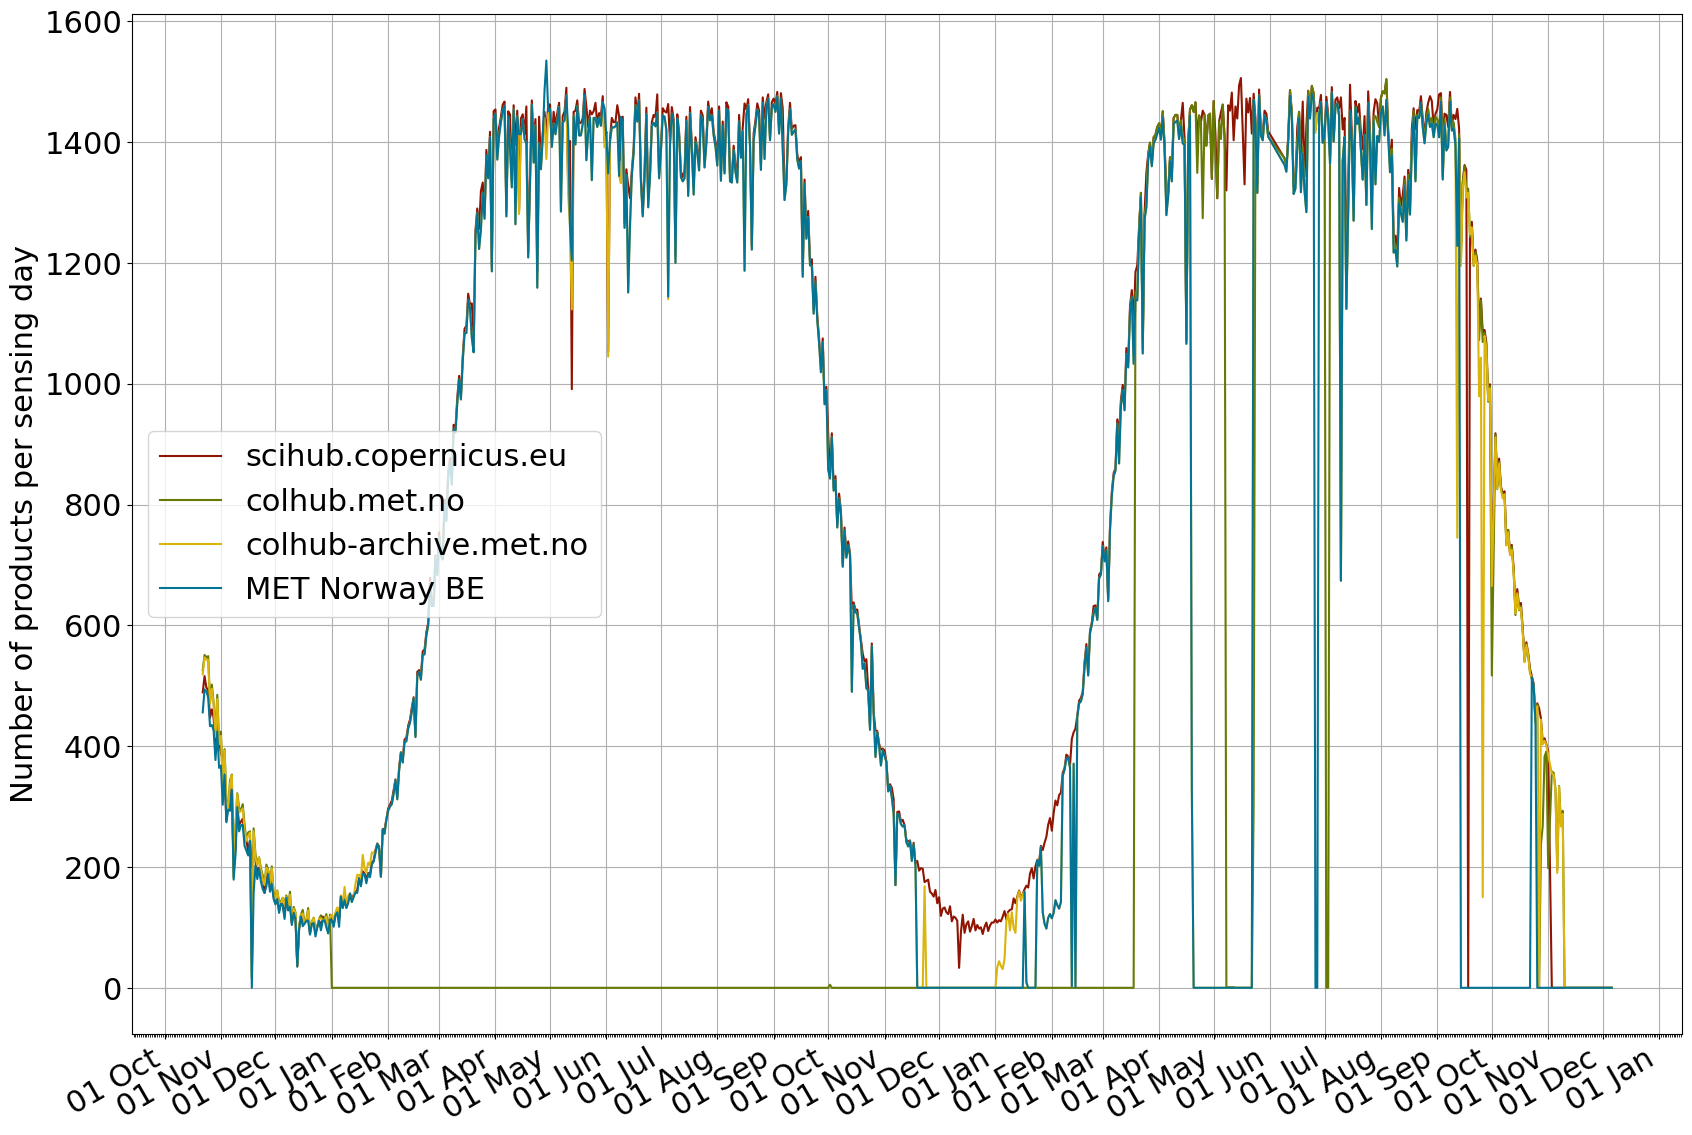 Number of products per sensing day
1600
1400
1200
1000
800
600
400
200
0
scihub.copernicus.eu
colhub.met.no
colhub-archive.met.no
MET Norway BE
01 Oct
01 Nov
01 Dec
01 Jan
01 Feb
01 Mar
01 Apr
01 May
01 Jun
01 Jul
01 Aug
01 Sep
01 Oct
01 Nov
01 Dec
01 Jan
01 Feb
01 Mar
01 Apr
01 May
01 Jun
01 Jul
01 Aug
01 Sep
01 Oct
01 Nov
01 Dec
01 Jan